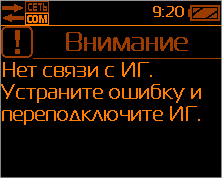 СЕТЬ
COM
9:20
Внимание
Нет связи с ИГ.
Устраните ошибку и
переподключите ИГ.